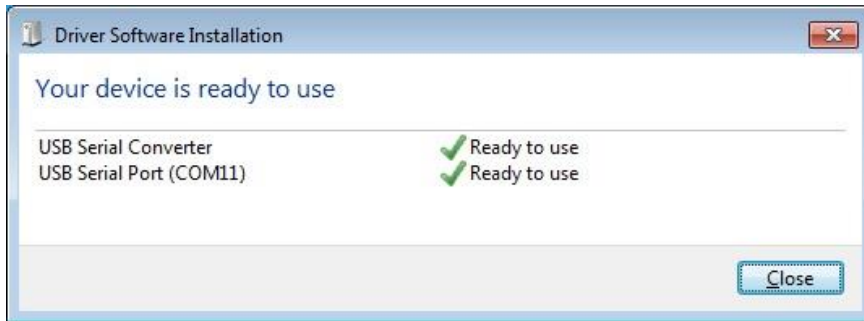 Driver Software Installation
Your device is ready to use
USB Serial Converter Ready to use
USB Serial Port (COM11) Ready to use
Close